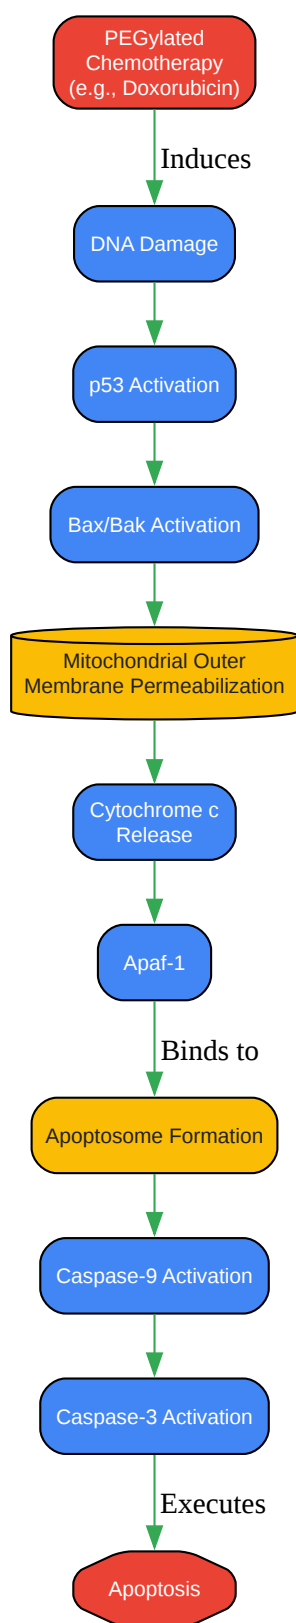 PEGylated
Chemotherapy
(e.g., Doxorubicin)
Induces
DNA Damage
p53 Activation
Bax/Bak Activation
Mitochondrial Outer
Membrane Permeabilization
Cytochrome c
Release
Apaf-1
Binds to
Apoptosome Formation
Caspase-9 Activation
Caspase-3 Activation
Executes
Apoptosis